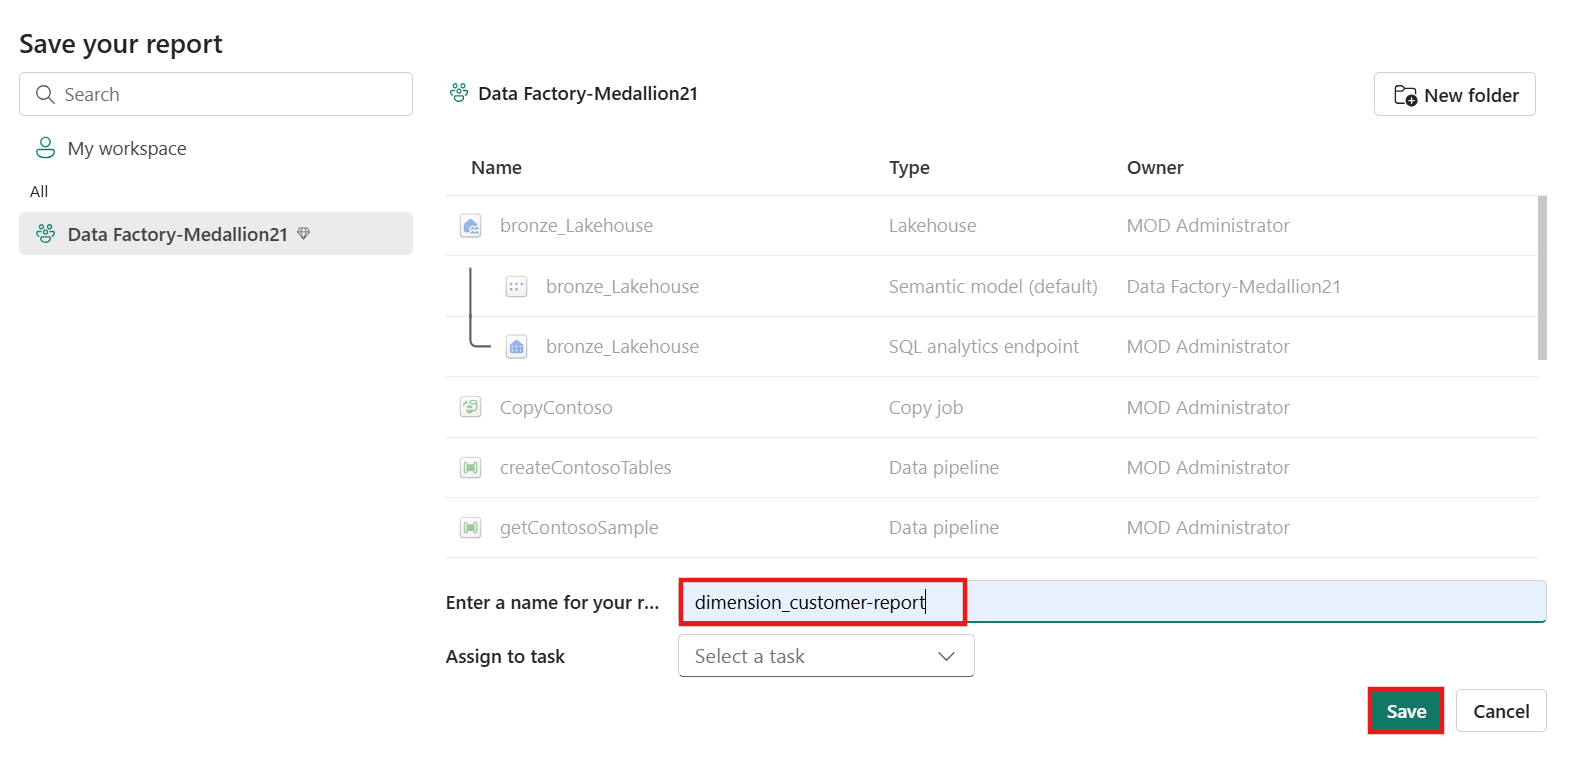 Save your report
Search
My workspace
All
Data Factory-Medallion21
Data Factory-Medallion21
New folder
Name Type Owner
bronze_Lakehouse Lakehouse MOD Administrator
bronze_Lakehouse Semantic model (default) Data Factory-Medallion21
bronze_Lakehouse SQL analytics endpoint MOD Administrator
CopyContoso Copy job MOD Administrator
createContosoTables Data pipeline MOD Administrator
getContosoSample Data pipeline MOD Administrator
Enter a name for your r... dimension_customer-report
Assign to task Select a task
Save Cancel